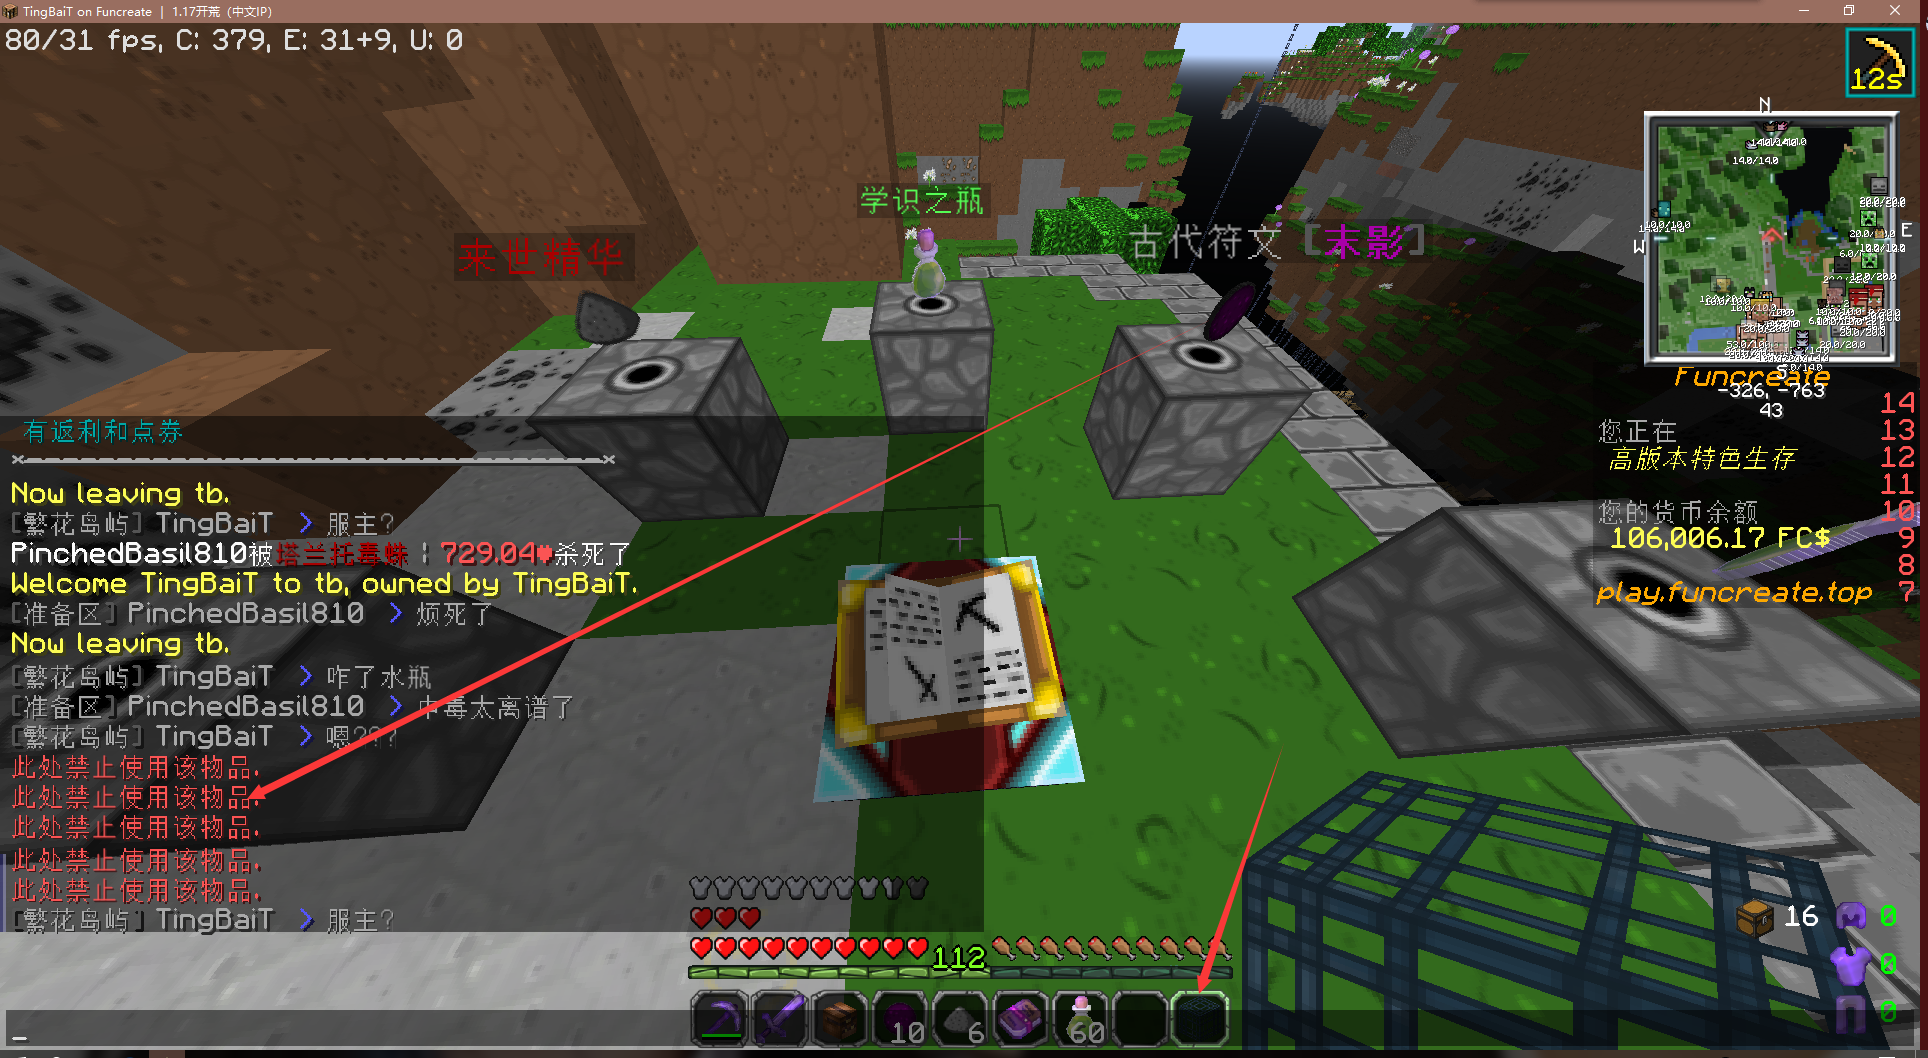 TingBaiT on Funcreate | 1.17开荒 (中文IP)
80/31 fps, C: 379, E: 31+9, U: 0
12s
N
学识之瓶
来世精华
古代符文 [末影]
W
E
S
Funcreate
-326, -763
43
您正在
高版本特色生存
您的货币余额
106,006.17 FC$
play.funcreate.top
14
13
12
11
10
9
8
7
有返利和点券
Now leaving tb.
[繁花岛屿] TingBaiT > 服主?
PinchedBasil810被塔兰托毒蛛 | 729.04❤杀死了
Welcome TingBaiT to tb, owned by TingBaiT.
[准备区] PinchedBasil810 > 烦死了
Now leaving tb.
[繁花岛屿] TingBaiT > 咋了水瓶
[准备区] PinchedBasil810 > 中毒太离谱了
[繁花岛屿] TingBaiT > 嗯???
此处禁止使用该物品.
此处禁止使用该物品.
此处禁止使用该物品.
此处禁止使用该物品.
此处禁止使用该物品.
[繁花岛屿] TingBaiT > 服主?
112
16
0
0
0
10
6
60